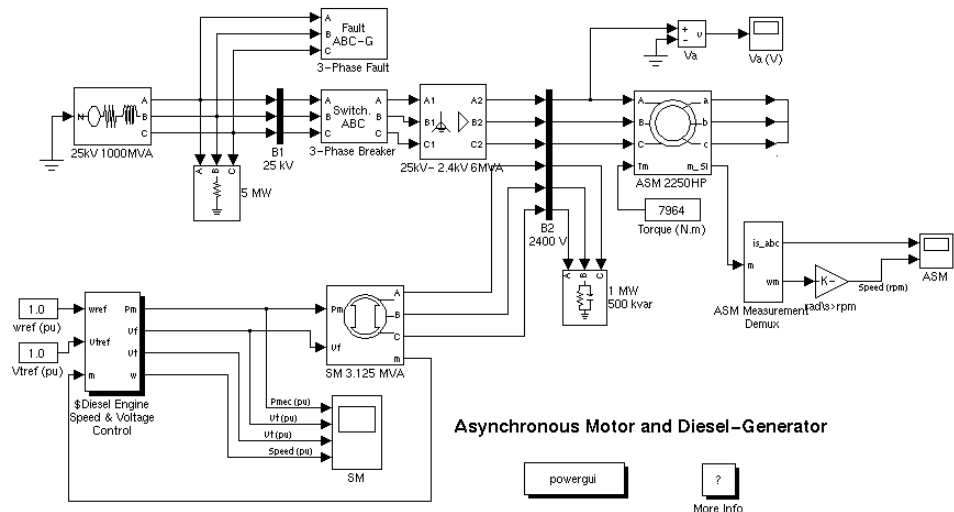 A
B
C
Fault
ABC-G
3-Phase Fault
+
-
v
Va
Va (V)
N
A
B
C
25kV 1000MVA
B1
25 kV
A
B
C
Switch.
ABC
A
B
C
3-Phase Breaker
A1
B1
C1
A2
B2
C2
25kV- 2.4kV 6MVA
B2
2400 V
A
B
C
Tm
a
b
c
m_SI
ASM 2250HP
A
B
C
5 MW
7964
Torque (N.m)
A
B
C
1 MW
500 kvar
m
is_abc
wm
ASM Measurement
Demux
K-
rad\s>rpm
Speed (rpm)
ASM
1.0
wref (pu)
1.0
Vtref (pu)
wref
Vtref
m
Pm
Vf
Vt
w
$Diesel Engine
Speed & Voltage
Control
Pm
Vf
A
B
C
m
SM 3.125 MVA
Pmec (pu)
Vf (pu)
Vt (pu)
Speed (pu)
SM
Asynchronous Motor and Diesel-Generator
powergui
?
More Info